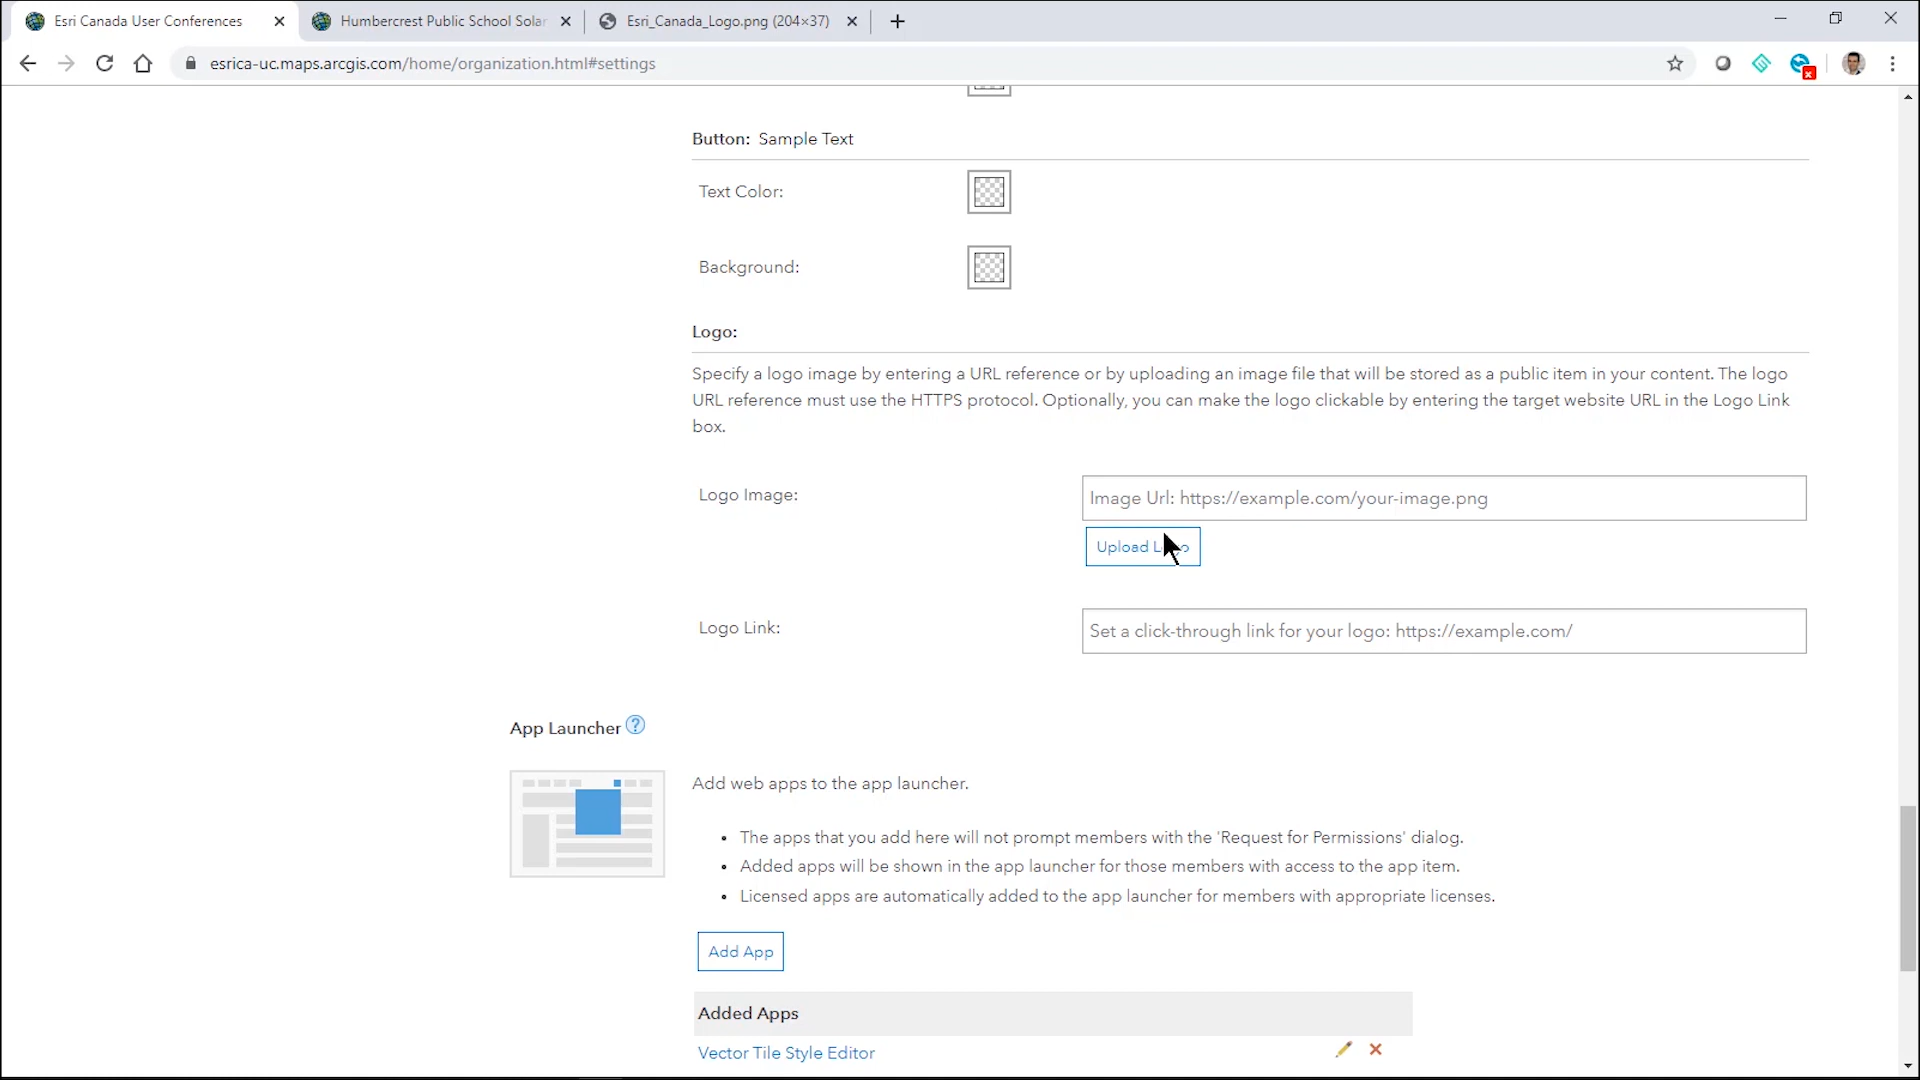 Esri Canada User Conferences
Humbercrest Public School Solar
Esri_Canada_Logo.png (204×37)
esrica-uc.maps.arcgis.com/home/organization.html#settings
Button: Sample Text
Text Color:
Background:
Logo:
Specify a logo image by entering a URL reference or by uploading an image file that will be stored as a public item in your content. The logo
URL reference must use the HTTPS protocol. Optionally, you can make the logo clickable by entering the target website URL in the Logo Link
box.
Logo Image:
Image Url: https://example.com/your-image.png
Upload Logo
Logo Link:
Set a click-through link for your logo: https://example.com/
App Launcher ?
Add web apps to the app launcher.
• The apps that you add here will not prompt members with the 'Request for Permissions' dialog.
• Added apps will be shown in the app launcher for those members with access to the app item.
• Licensed apps are automatically added to the app launcher for members with appropriate licenses.
Add App
Added Apps
Vector Tile Style Editor